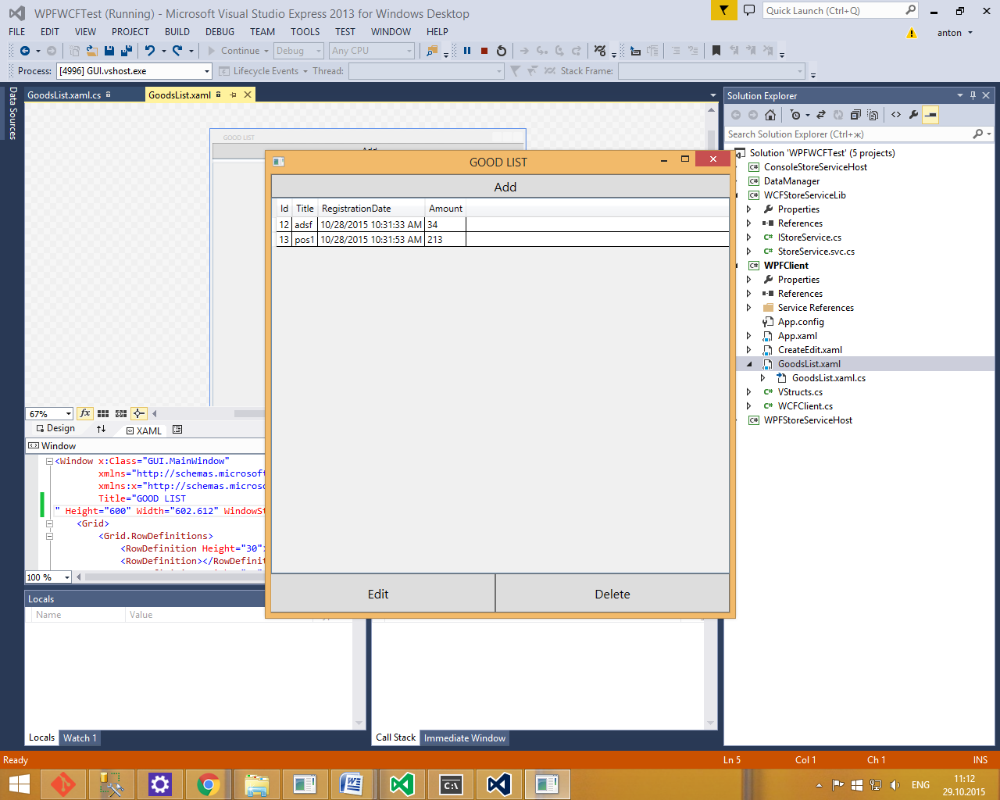 WPFWCFTest (Running) - Microsoft Visual Studio Express 2013 for Windows Desktop
Quick Launch (Ctrl+Q)
FILE EDIT VIEW PROJECT BUILD DEBUG TEAM TOOLS TEST WINDOW HELP
anton
Continue Debug Any CPU
Process: [4996] GUI.vshost.exe Lifecycle Events Thread: Stack Frame:
Data Sources
GoodsList.xaml.cs GoodsList.xaml
GOOD LIST
Add
GOOD LIST
Add
Id Title RegistrationDate Amount
12 adsf 10/28/2015 10:31:33 AM 34
13 pos1 10/28/2015 10:31:53 AM 213
Edit Delete
67%
Design XAML
Window
<Window x:Class="GUI.MainWindow"
xmlns="http://schemas.microsoft
xmlns:x="http://schemas.micros
Title="GOOD LIST
" Height="600" Width="602.612" WindowSt
<Grid>
<Grid.RowDefinitions>
<RowDefinition Height="30"
<RowDefinition></RowDefinit
100 %
Locals
Name Value
Locals Watch 1
Call Stack Immediate Window
Solution Explorer
Search Solution Explorer (Ctrl+ж)
Solution 'WPFWCFTest' (5 projects)
ConsoleStoreServiceHost
DataManager
WCFStoreServiceLib
Properties
References
IStoreService.cs
StoreService.svc.cs
WPFClient
Properties
References
Service References
App.config
App.xaml
CreateEdit.xaml
GoodsList.xaml
GoodsList.xaml.cs
VStructs.cs
WCFClient.cs
WPFStoreServiceHost
Ready Ln 5 Col 1 Ch 1 INS
ENG
11:12
29.10.2015